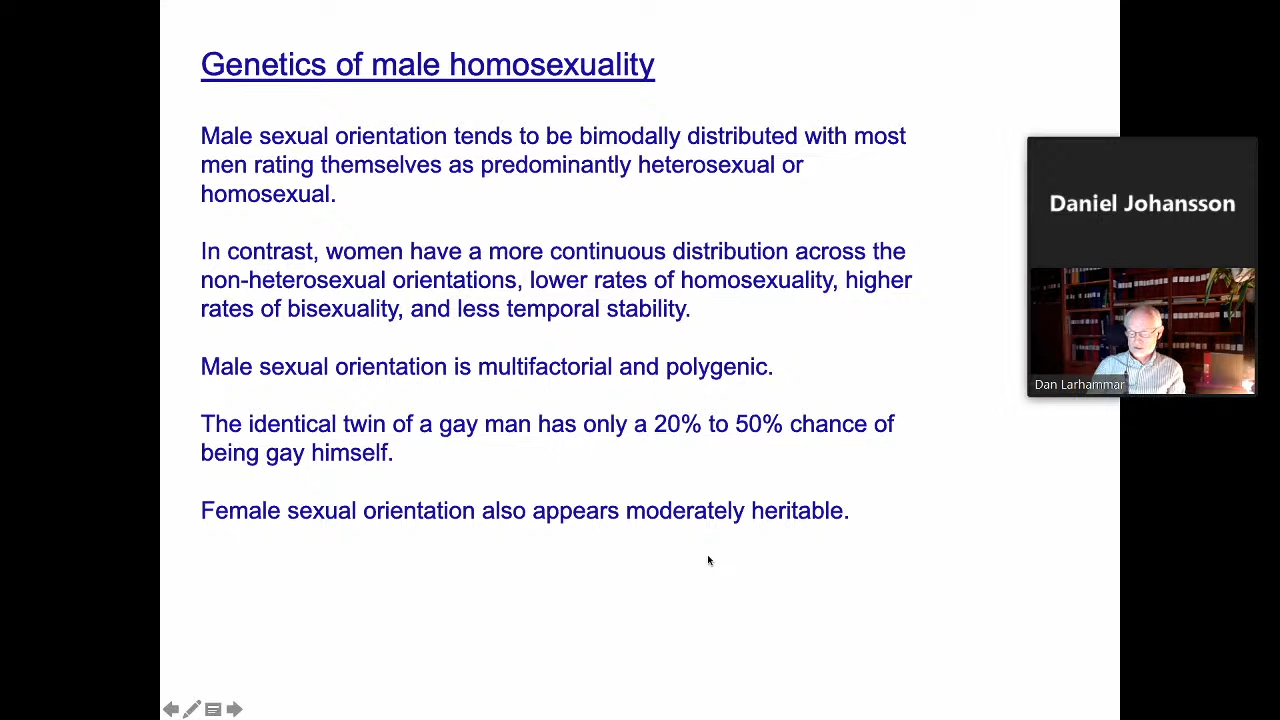 Genetics of male homosexuality
Male sexual orientation tends to be bimodally distributed with most
men rating themselves as predominantly heterosexual or
homosexual.
In contrast, women have a more continuous distribution across the
non-heterosexual orientations, lower rates of homosexuality, higher
rates of bisexuality, and less temporal stability.
Male sexual orientation is multifactorial and polygenic.
The identical twin of a gay man has only a 20% to 50% chance of
being gay himself.
Female sexual orientation also appears moderately heritable.
Daniel Johansson
Dan Larhammar